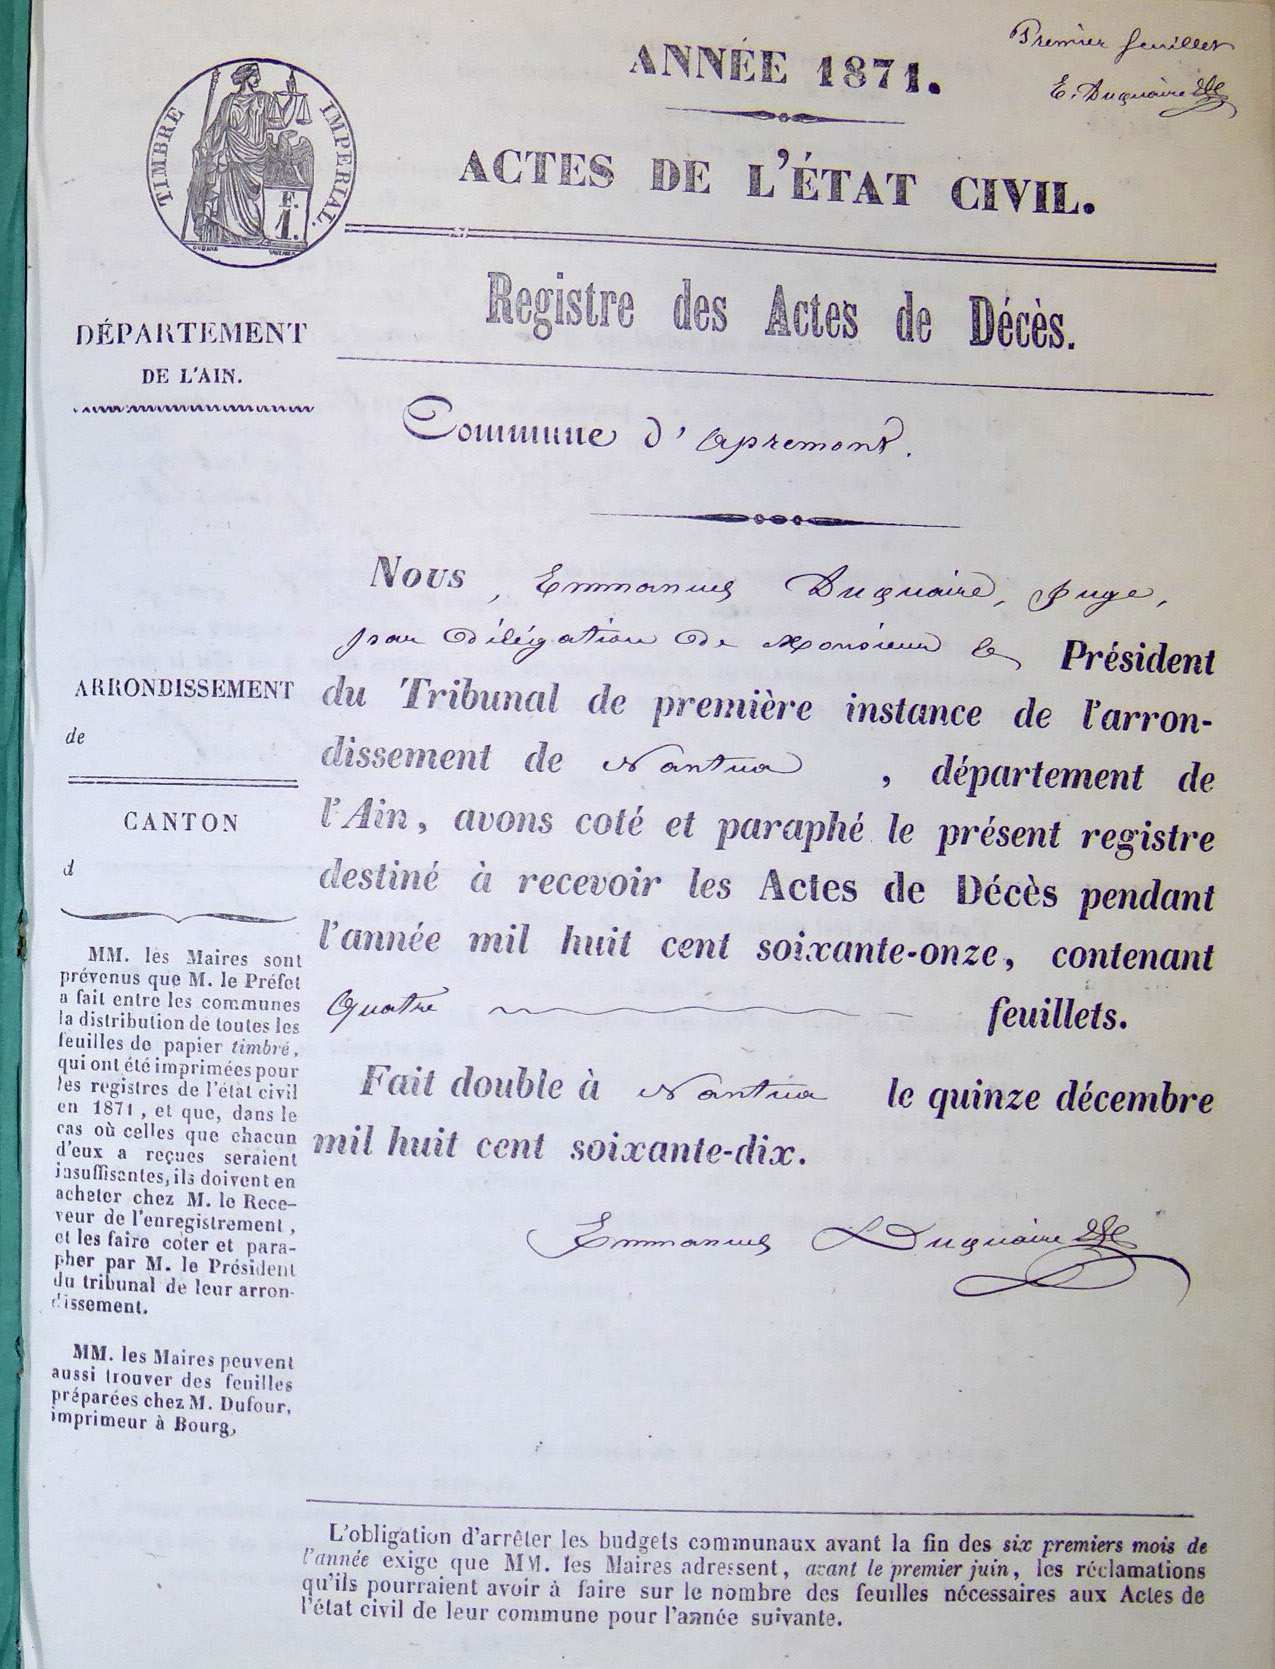 Premier feuillet
E. Duquaire
ANNÉE 1871.
ACTES DE L'ÉTAT CIVIL.
TIMBRE IMPÉRIAL.
F.
1.
Registre des Actes de Décès.
DÉPARTEMENT
DE L'AIN.
Commune d'Apremont.
Nous, Emmanuel Duquaire, Juge,
par délégation de Monsieur le Président
du Tribunal de première instance de l'arron-
dissement de Nantua, département de
l'Ain, avons coté et paraphé le présent registre
destiné à recevoir les Actes de Décès pendant
l'année mil huit cent soixante-onze, contenant
Quatre feuillets.
Fait double à Nantua le quinze décembre
mil huit cent soixante-dix.
Emmanuel Duquaire
ARRONDISSEMENT
de
CANTON
d
MM. les Maires sont
prévenus que M. le Préfet
a fait entre les communes
la distribution de toutes les
feuilles de papier timbré,
qui ont été imprimées pour
les registres de l'état civil
en 1871, et que, dans le
cas où celles que chacun
d'eux a reçues seraient
insuffisantes, ils doivent en
acheter chez M. le Rece-
veur de l'enregistrement,
et les faire coter et para-
pher par M. le Président
du tribunal de leur arron-
dissement.
MM. les Maires peuvent
aussi trouver des feuilles
préparées chez M. Dufour,
imprimeur à Bourg,
L'obligation d'arrêter les budgets communaux avant la fin des six premiers mois de
l'année exige que MM. les Maires adressent, avant le premier juin, les réclamations
qu'ils pourraient avoir à faire sur le nombre des feuilles nécessaires aux Actes de
l'état civil de leur commune pour l'année suivante.